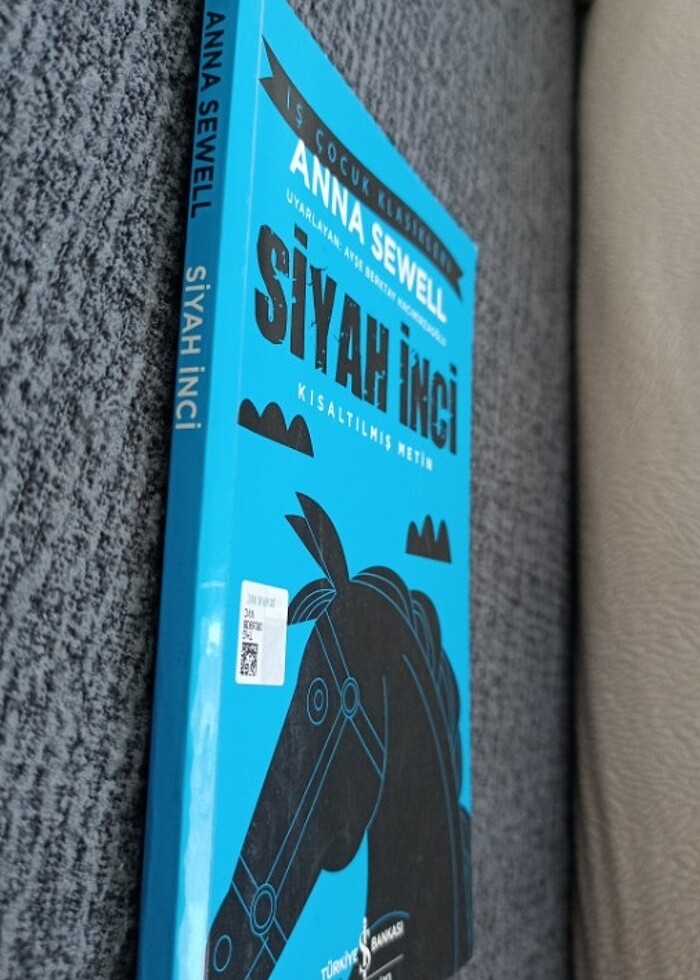 ANNA SEWELL SİYAH İNCİ
İŞ ÇOCUK KLASİKLERİ
ANNA SEWELL
UYARLAYAN: AYŞE BERKTAY HACIMİRZAOĞLU
SİYAH İNCİ
KISALTILMIŞ METİN
TÜRKİYE İŞ BANKASI